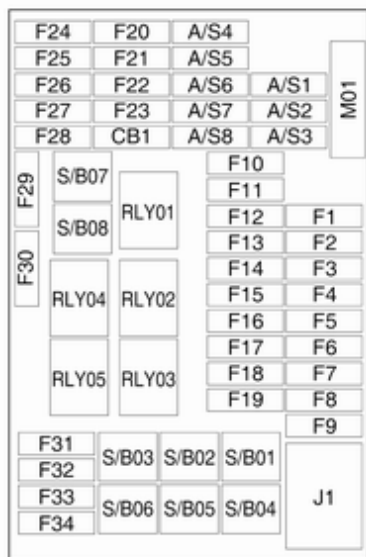 F24 F20 A/S4
F25 F21 A/S5
F26 F22 A/S6 A/S1
F27 F23 A/S7 A/S2
F28 CB1 A/S8 A/S3
M01
F29
F30
S/B07
S/B08
RLY01
RLY04 RLY02
RLY05 RLY03
F10
F11
F12 F1
F13 F2
F14 F3
F15 F4
F16 F5
F17 F6
F18 F7
F19 F8
F9
F31
F32
F33
F34
S/B03 S/B02 S/B01
S/B06 S/B05 S/B04
J1